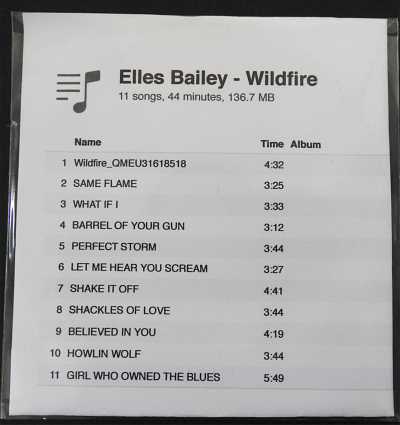 Elles Bailey - Wildfire
11 songs, 44 minutes, 136.7 MB
Name Time Album
1 Wildfire_QMEU31618518 4:32
2 SAME FLAME 3:25
3 WHAT IF I 3:33
4 BARREL OF YOUR GUN 3:12
5 PERFECT STORM 3:44
6 LET ME HEAR YOU SCREAM 3:27
7 SHAKE IT OFF 4:41
8 SHACKLES OF LOVE 3:44
9 BELIEVED IN YOU 4:19
10 HOWLIN WOLF 3:44
11 GIRL WHO OWNED THE BLUES 5:49